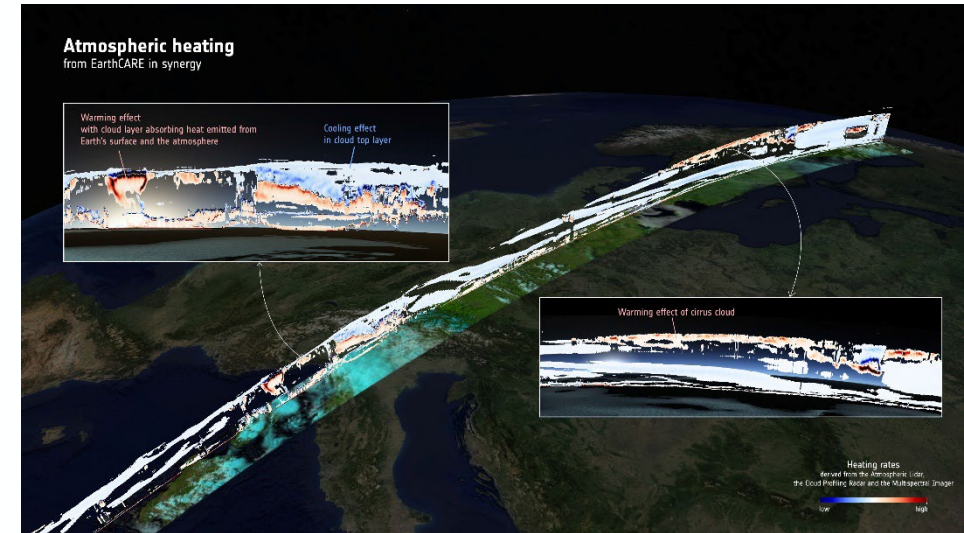 Atmospheric heating
from EarthCARE in synergy
Warming effect
with cloud layer absorbing heat emitted from
Earth's surface and the atmosphere
Cooling effect
in cloud top layer
Warming effect of cirrus cloud
Heating rates
derived from the Atmospheric Lidar,
the Cloud Profiling Radar and the Multispectral Imager
low
high